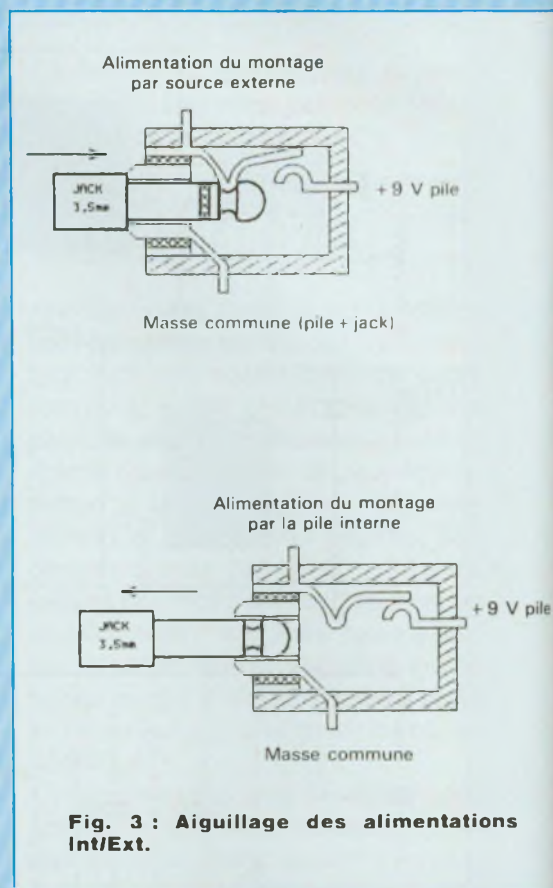 Alimentation du montage
par source externe
JACK
3.5mm
+ 9 V pile
Masse commune (pile + jack)
Alimentation du montage
par la pile interne
JACK
3.5mm
+ 9 V pile
Masse commune
Fig. 3 : Aiguillage des alimentations
Int/Ext.